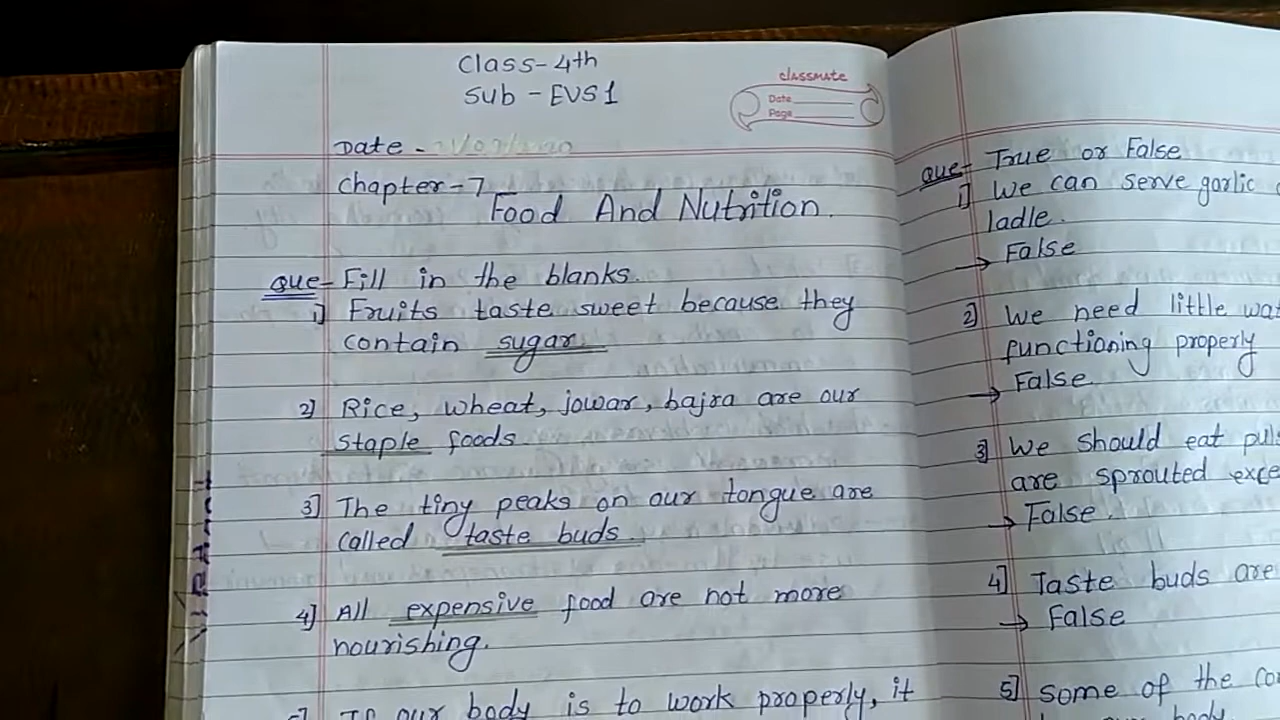 Class-4th
Sub - EVS 1
classmate
Date
Page
Date -
Chapter-7
Food And Nutrition.
Que- Fill in the blanks.
1] Fruits taste sweet because they
contain sugar
2] Rice, wheat, jowar, bajra are our
staple foods.
3] The tiny peaks on our tongue are
called taste buds.
4] All expensive food are not more
nourishing.
our body is to work properly, it
Que- True or False
1] We can serve garlic
ladle.
→ False
2] We need little
functioning properly
→ False.
3] We should eat
are sprouted
→ False.
4] Taste buds are
→ False
5] Some of the
body